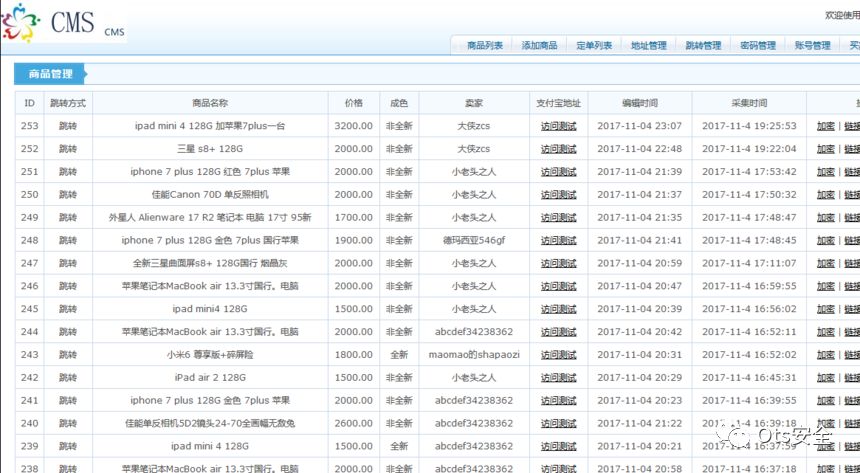 CMS CMS
欢迎使用
商品列表 添加商品 定单列表 地址管理 跳转管理 密码管理 账号管理
商品管理
ID 跳转方式 商品名称 价格 成色 卖家 支付宝地址 编辑时间 采集时间
253 跳转 ipad mini 4 128G 加苹果7plus一台 3200.00 非全新 大侠zcs 访问测试 2017-11-04 23:07 2017-11-4 19:25:53 加密 | 链接
252 跳转 三星 s8+ 128G 2000.00 非全新 大侠zcs 访问测试 2017-11-04 22:48 2017-11-4 19:22:04 加密 | 链接
251 跳转 iphone 7 plus 128G 红色 7plus 苹果 2000.00 非全新 小老头之人 访问测试 2017-11-04 21:39 2017-11-4 17:53:42 加密 | 链接
250 跳转 佳能Canon 70D 单反照相机 2000.00 非全新 小老头之人 访问测试 2017-11-04 21:37 2017-11-4 17:50:32 加密 | 链接
249 跳转 外星人 Alienware 17 R2 笔记本 电脑 17寸 95新 1700.00 非全新 小老头之人 访问测试 2017-11-04 21:35 2017-11-4 17:48:47 加密 | 链接
248 跳转 iphone 7 plus 128G 金色 7plus 国行苹果 1900.00 非全新 德玛西亚546gf 访问测试 2017-11-04 21:41 2017-11-4 17:48:45 加密 | 链接
247 跳转 全新三星曲面屏s8+ 128G国行 烟晶灰 2000.00 非全新 小老头之人 访问测试 2017-11-04 20:59 2017-11-4 17:11:07 加密 | 链接
246 跳转 苹果笔记本MacBook air 13.3寸国行。电脑 2000.00 非全新 小老头之人 访问测试 2017-11-04 20:47 2017-11-4 16:59:55 加密 | 链接
245 跳转 ipad mini4 128G 1500.00 非全新 小老头之人 访问测试 2017-11-04 20:39 2017-11-4 16:56:02 加密 | 链接
244 跳转 苹果笔记本MacBook air 13.3寸国行。电脑 2000.00 非全新 abcdef34238362 访问测试 2017-11-04 20:42 2017-11-4 16:52:11 加密 | 链接
243 跳转 小米6 尊享版+碎屏险 1800.00 全新 maomao的shapaozi 访问测试 2017-11-04 20:31 2017-11-4 16:52:02 加密 | 链接
242 跳转 iPad air 2 128G 1500.00 非全新 小老头之人 访问测试 2017-11-04 20:29 2017-11-4 16:45:31 加密 | 链接
241 跳转 iphone 7 plus 128G 金色 7plus 苹果 2000.00 非全新 abcdef34238362 访问测试 2017-11-04 20:23 2017-11-4 16:39:55 加密 | 链接
240 跳转 佳能单反相机5D2镜头24-70全画幅无敌兔 2600.00 非全新 abcdef34238362 访问测试 2017-11-04 21:22 2017-11-4 16:39:18 加密 | 链接
Qts安全
239 跳转 ipad mini 4 128G 1500.00 全新 abcdef34238362 访问测试 2017-11-04 20:21 2017-11-4 16:37:59 加密 | 链接
跳转 苹果笔记本MacBook air 13.3寸国行。电脑 2000.00 非全新 abcdef34238362 访问测试 2017-11-04 20:58 2017-11-4 16:37:18 加密 | 链接